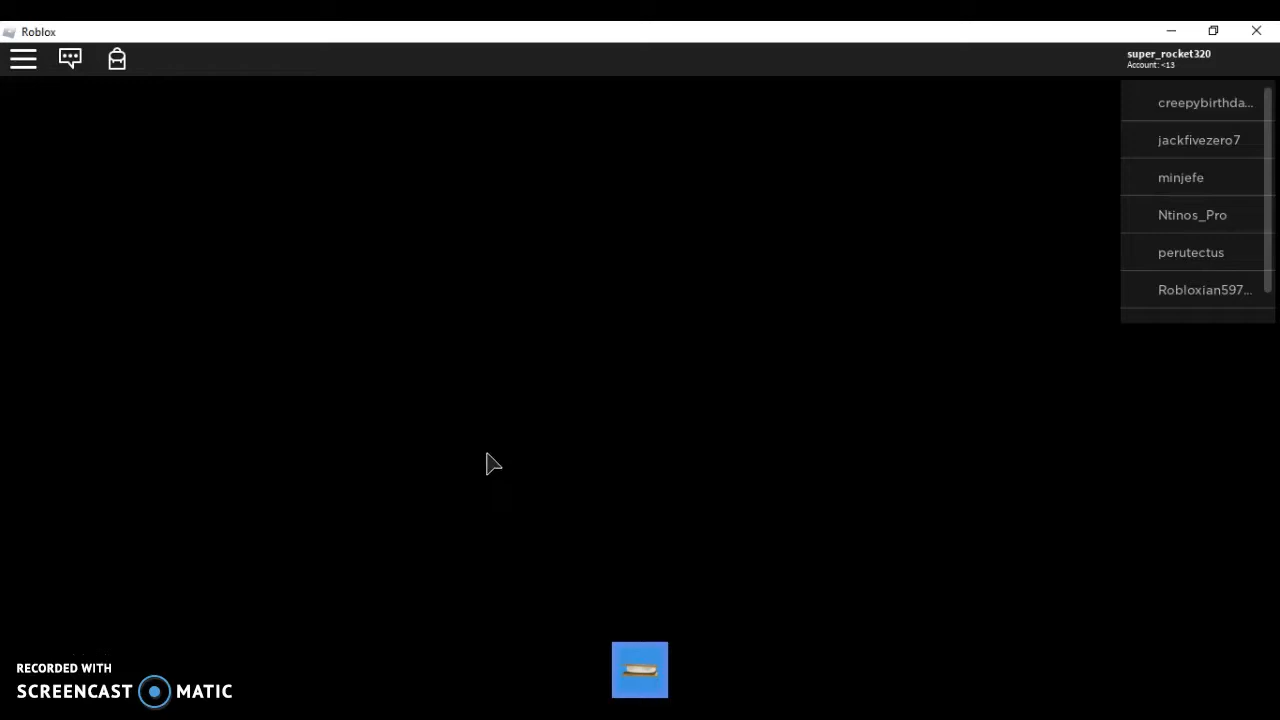 Roblox
super_rocket320
Account: <13
creepybirthda...
jackfivezero7
minjefe
Ntinos_Pro
perutectus
Robloxian597...
RECORDED WITH
SCREENCAST MATIC